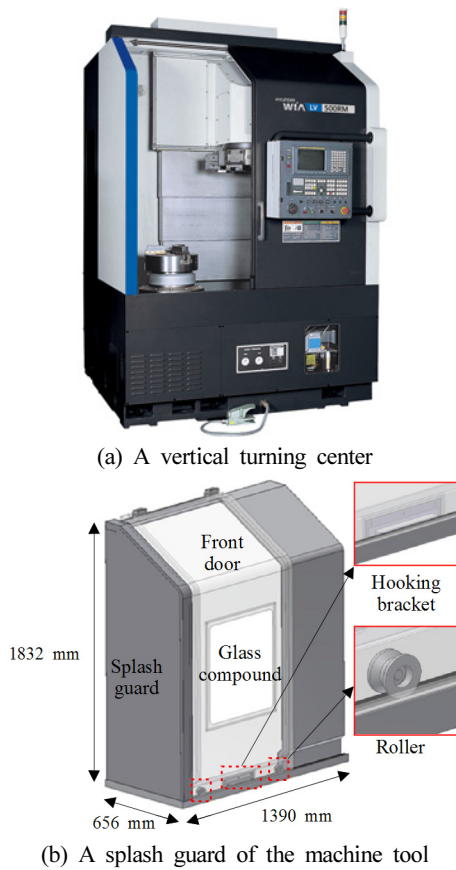 HYUNDAI
WIA LV 500RM
(a) A vertical turning center
Front
door
Hooking
bracket
1832 mm
Splash
guard
Glass
compound
Roller
656 mm
1390 mm
(b) A splash guard of the machine tool